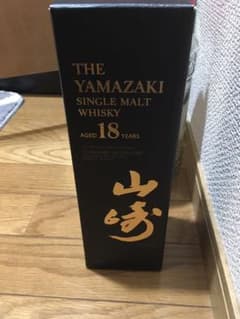 THE
YAMAZAKI
SINGLE MALT
WHISKY
AGED 18 YEARS
山崎